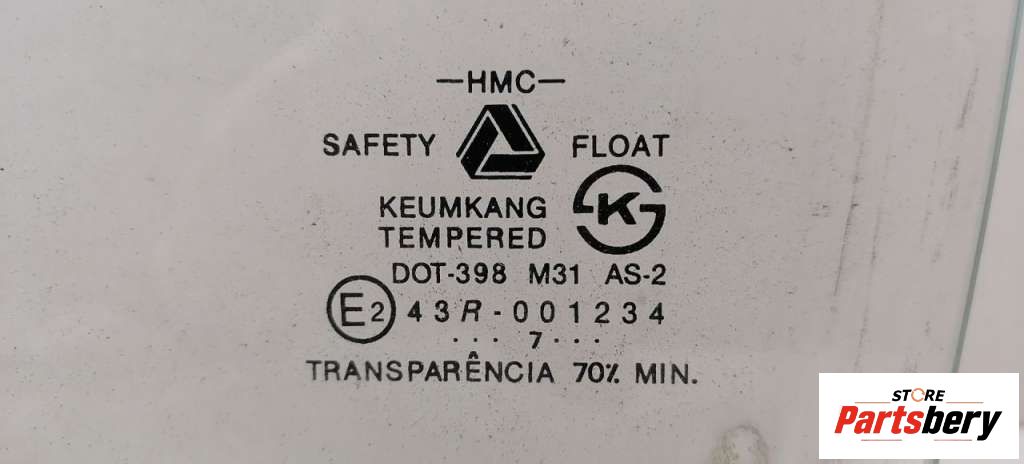 —HMC—
SAFETY FLOAT
KEUMKANG K
TEMPERED
DOT-398 M31 AS-2
E2 43R-001234
... 7...
TRANSPARÊNCIA 70% MIN.
STORE
Partsbery